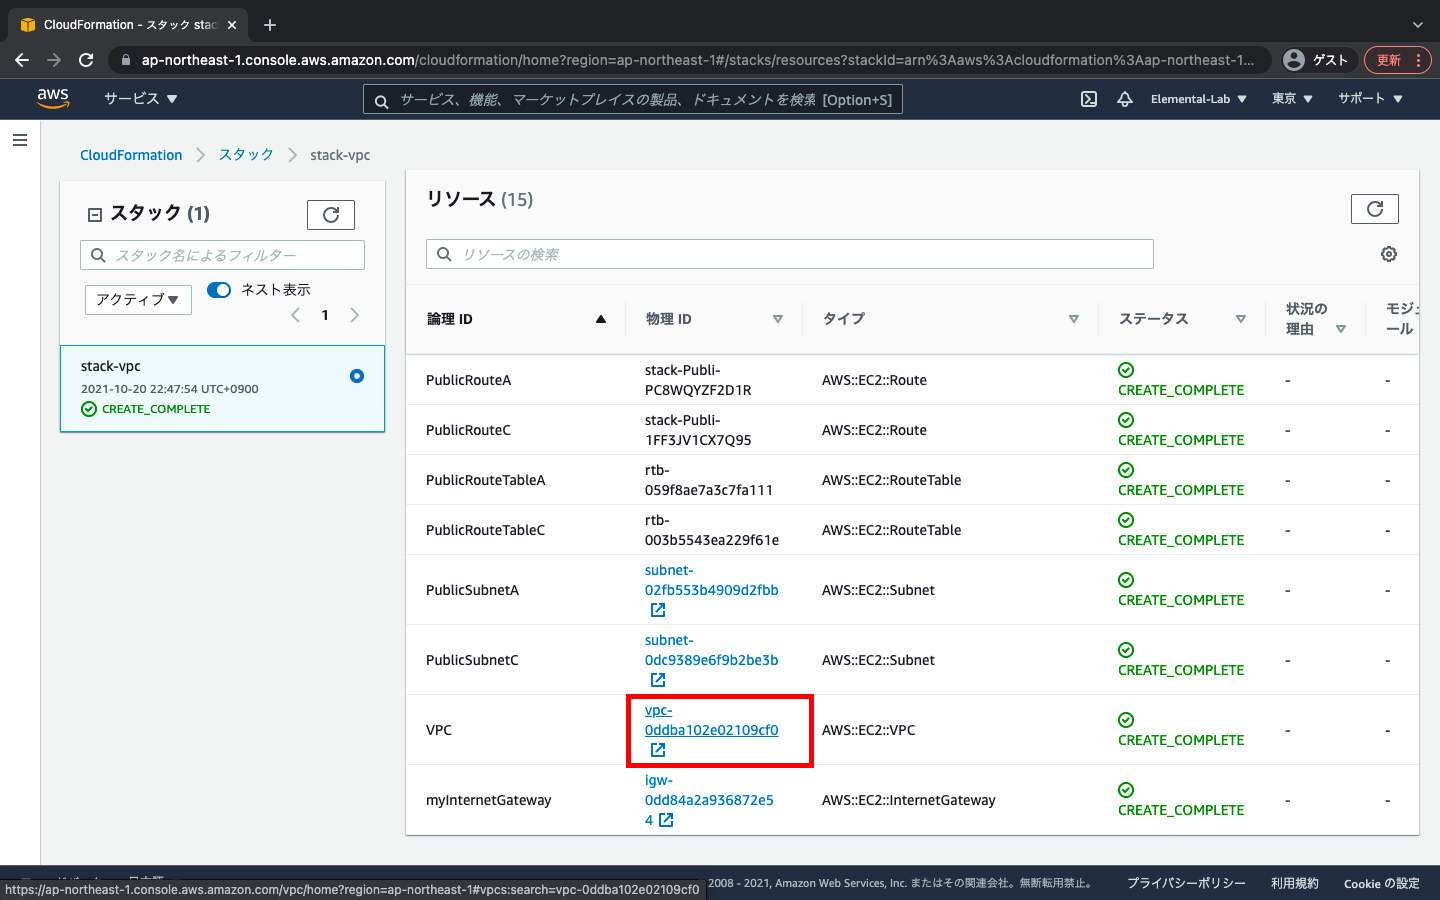 CloudFormation - スタック stac
ap-northeast-1.console.aws.amazon.com/cloudformation/home?region=ap-northeast-1#/stacks/resources?stackId=arn%3Aaws%3Acloudformation%3Aap-northeast-1...
ゲスト
更新
aws
サービス ▼
サービス、機能、マーケットプレイスの製品、ドキュメントを検索 [Option+S]
Elemental-Lab ▼
東京 ▼
サポート ▼
CloudFormation
スタック
stack-vpc
スタック (1)
スタック名によるフィルター
アクティブ▼
ネスト表示
1
stack-vpc
2021-10-20 22:47:54 UTC+0900
CREATE_COMPLETE
リソース (15)
リソースの検索
論理 ID ▲ 物理 ID タイプ ステータス 状況の理由 モジュール
PublicRouteA stack-Publi-PC8WQYZF2D1R AWS::EC2::Route CREATE_COMPLETE - -
PublicRouteC stack-Publi-1FF3JV1CX7Q95 AWS::EC2::Route CREATE_COMPLETE - -
PublicRouteTableA rtb-059f8ae7a3c7fa111 AWS::EC2::RouteTable CREATE_COMPLETE - -
PublicRouteTableC rtb-003b5543ea229f61e AWS::EC2::RouteTable CREATE_COMPLETE - -
PublicSubnetA subnet-02fb553b4909d2fbb AWS::EC2::Subnet CREATE_COMPLETE - -
PublicSubnetC subnet-0dc9389e6f9b2be3b AWS::EC2::Subnet CREATE_COMPLETE - -
VPC vpc-0ddba102e02109cf0 AWS::EC2::VPC CREATE_COMPLETE - -
myInternetGateway igw-0dd84a2a936872e54 AWS::EC2::InternetGateway CREATE_COMPLETE - -
https://ap-northeast-1.console.aws.amazon.com/vpc/home?region=ap-northeast-1#vpcs:search=vpc-0ddba102e02109cf0
2008 - 2021, Amazon Web Services, Inc. またはその関連会社。無断転用禁止。
プライバシーポリシー
利用規約
Cookie の設定